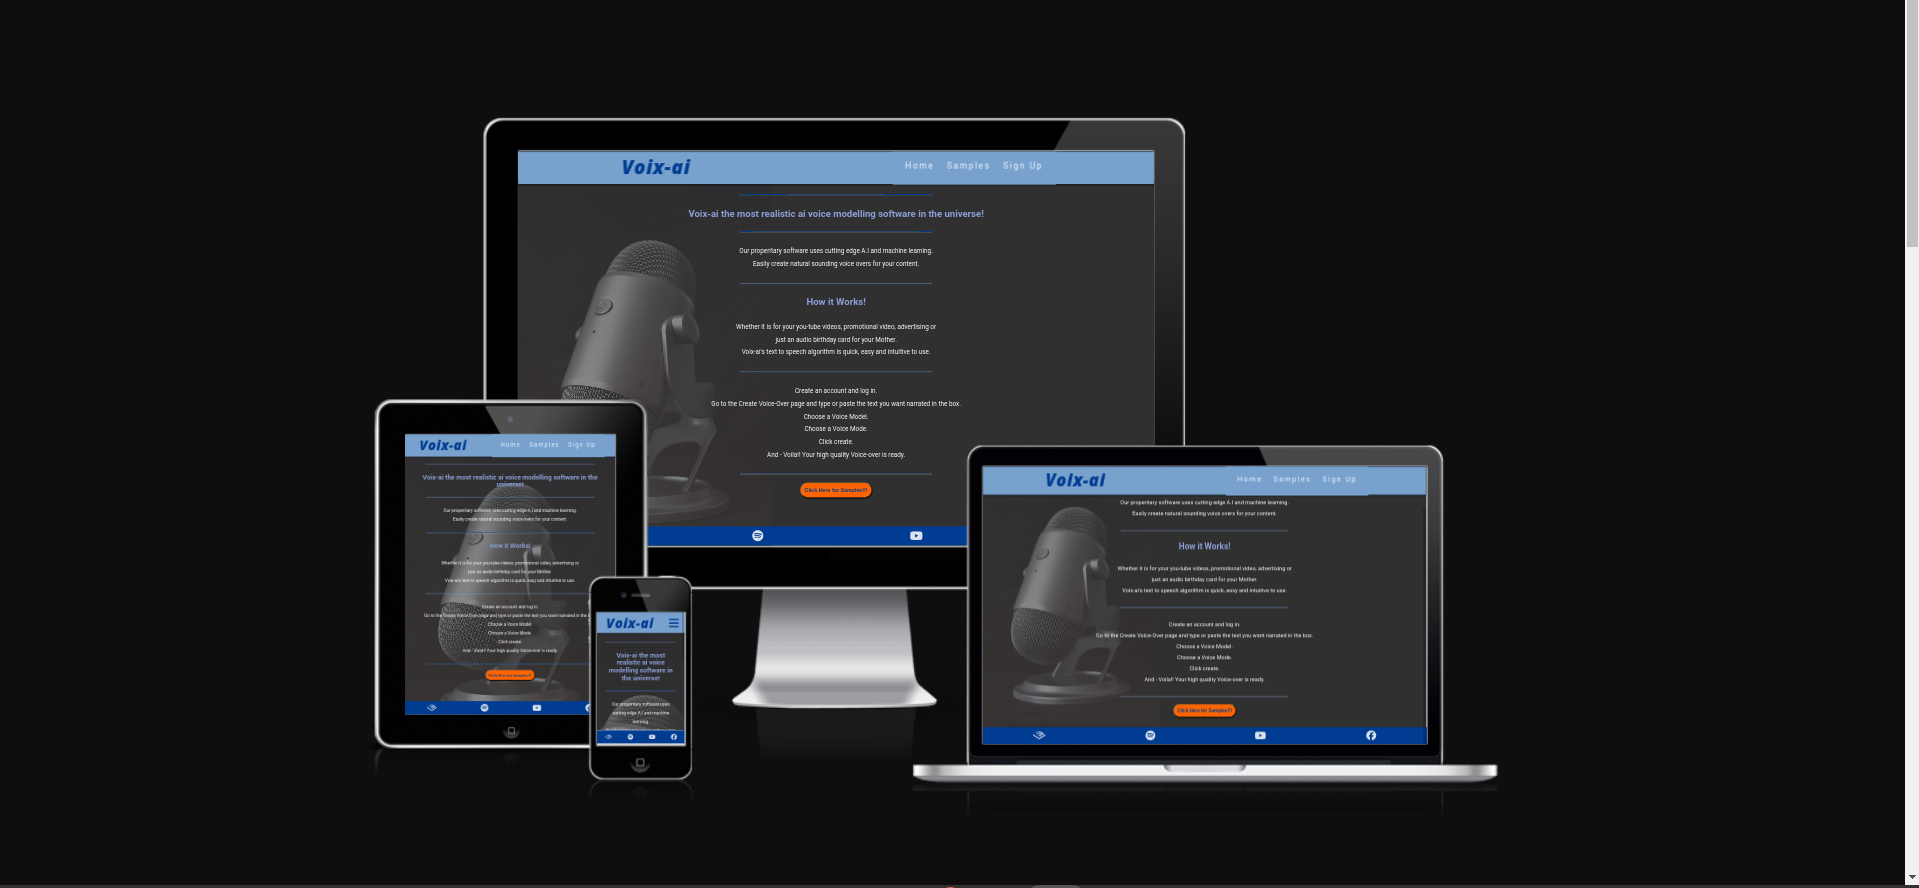 Voix-ai
Home Samples Sign Up
Voix-ai the most realistic ai voice modelling software in the universe!
Our properitary software uses cutting edge A.I and machine learning.
Easily create natural sounding voice overs for your content.
How it Works!
Whether it is for your you-tube videos, promotional video, advertising or
just an audio birthday card for your Mother.
Voix-ai's text to speech algorithm is quick, easy and intuitive to use.
Create an account and log in.
Go to the Create Voice-Over page and type or paste the text you want narrated in the box.
Choose a Voice Model.
Choose a Voice Mode.
Click create.
And - Voila!! Your high quality Voice-over is ready.
Click Here for Samples!!!
Voix-ai
Home Samples Sign Up
Voix-ai the most realistic ai voice modelling software in the
universe!
Our properitary software uses cutting edge A.I and machine learning.
Easily create natural sounding voice overs for your content.
How it Works!
Whether it is for your you-tube videos, promotional video, advertising or
just an audio birthday card for your Mother.
Voix-ai's text to speech algorithm is quick, easy and intuitive to use.
Create an account and log in.
Go to the Create Voice-Over page and type or paste the text you want narrated in the
Choose a Voice Model.
Choose a Voice Mode.
Click create.
And - Voila!! Your high quality Voice-over is ready.
Click Here for Samples!!!
Voix-ai
Voix-ai the most
realistic ai voice
modelling software in
the universe!
Our properitary software uses
cutting edge A.I and machine
learning.
Voix-ai
Home Samples Sign Up
Our properitary software uses cutting edge A.I and machine learning.
Easily create natural sounding voice overs for your content.
How it Works!
Whether it is for your you-tube videos, promotional video, advertising or
just an audio birthday card for your Mother.
Voix-ai's text to speech algorithm is quick, easy and intuitive to use.
Create an account and log in.
Go to the Create Voice-Over page and type or paste the text you want narrated in the box.
Choose a Voice Model.
Choose a Voice Mode.
Click create.
And - Voila!! Your high quality Voice-over is ready.
Click Here for Samples!!!